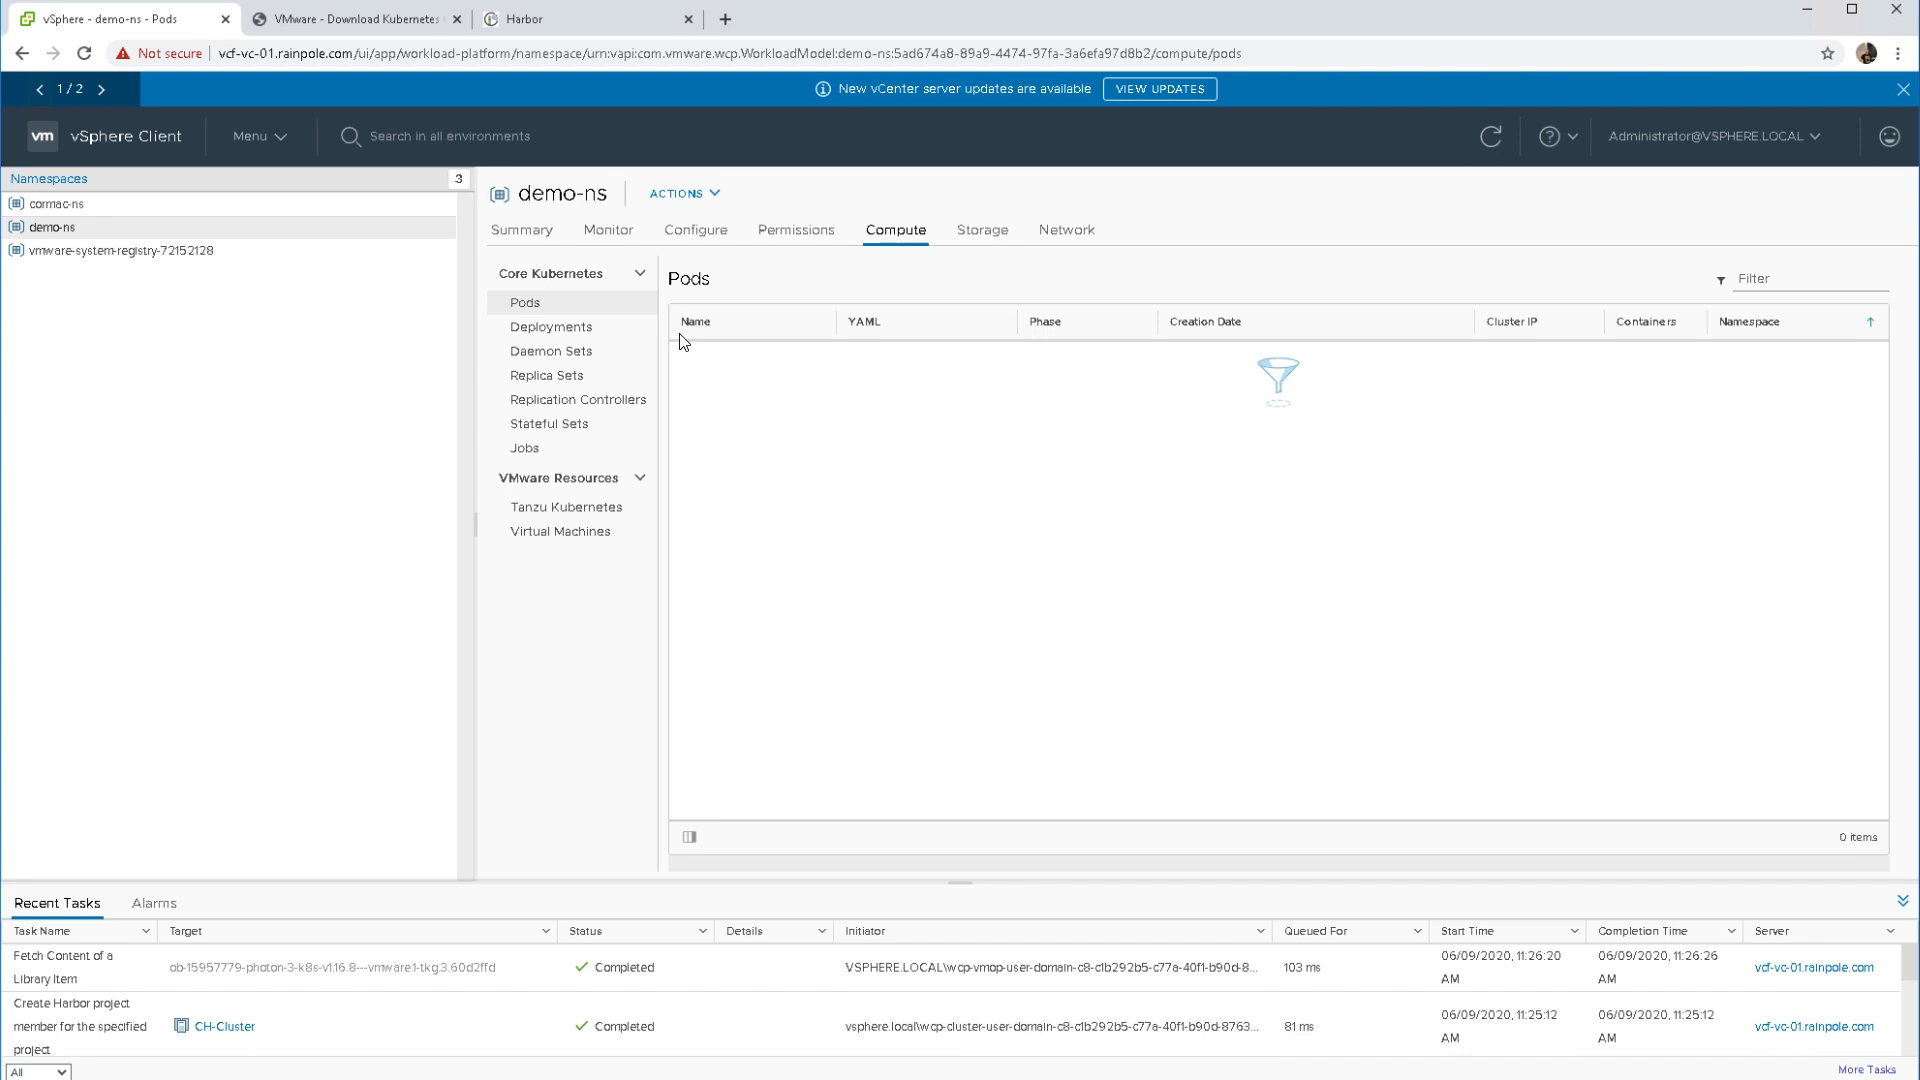 vSphere - demo-ns - Pods
VMware - Download Kubernetes
Harbor
Not secure
vcf-vc-01.rainpole.com/ui/app/workload-platform/namespace/urn:vapi:com.vmware.wcp.WorkloadModel:demo-ns:5ad674a8-89a9-4474-97fa-3a6efa97d8b2/compute/pods
1 / 2
New vCenter server updates are available
VIEW UPDATES
vm
vSphere Client
Menu
Search in all environments
Administrator@VSPHERE.LOCAL
Namespaces
3
cormac-ns
demo-ns
vmware-system-registry-72152128
demo-ns
ACTIONS
Summary
Monitor
Configure
Permissions
Compute
Storage
Network
Core Kubernetes
Pods
Deployments
Daemon Sets
Replica Sets
Replication Controllers
Stateful Sets
Jobs
VMware Resources
Tanzu Kubernetes
Virtual Machines
Pods
Filter
Name
YAML
Phase
Creation Date
Cluster IP
Containers
Namespace
0 items
Recent Tasks
Alarms
Task Name
Target
Status
Details
Initiator
Queued For
Start Time
Completion Time
Server
Fetch Content of a
Library Item
ob-15957779-photon-3-k8s-v1.16.8---vmware.1-tkg.3.60d2ffd
Completed
VSPHERE.LOCAL\wcp-vmop-user-domain-c8-c1b292b5-c77a-40f1-b90d-8...
103 ms
06/09/2020, 11:26:20
AM
06/09/2020, 11:26:26
AM
vcf-vc-01.rainpole.com
Create Harbor project
member for the specified
project
CH-Cluster
Completed
vsphere.local\wcp-cluster-user-domain-c8-c1b292b5-c77a-40f1-b90d-8763...
81 ms
06/09/2020, 11:25:12
AM
06/09/2020, 11:25:12
AM
vcf-vc-01.rainpole.com
All
More Tasks